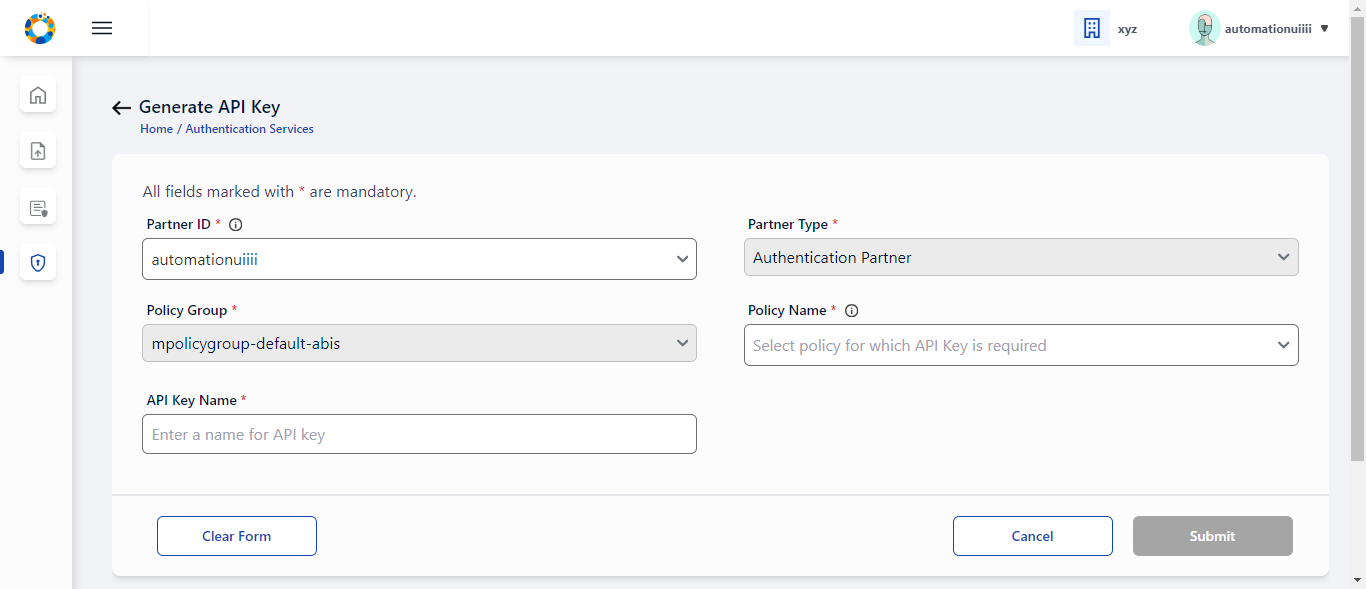 xyz
automationuiiii
Generate API Key
Home / Authentication Services
All fields marked with * are mandatory.
Partner ID *
Partner Type *
automationuiiii
Authentication Partner
Policy Group *
Policy Name *
mpolicygroup-default-abis
Select policy for which API Key is required
API Key Name *
Enter a name for API key
Clear Form
Cancel
Submit